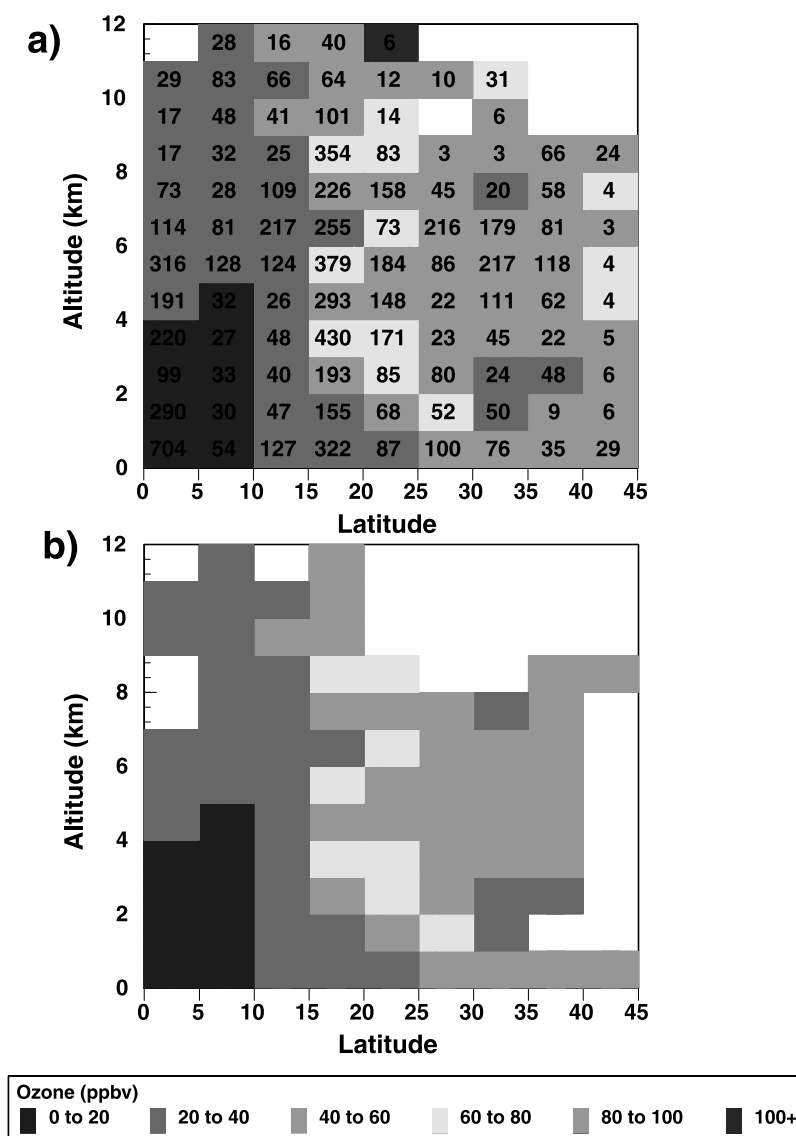 a)
12
28 16 40 6
29 83 66 64 12 10 31
10
17 48 41 101 14 6
17 32 25 354 83 3 3 66 24
8
73 28 109 226 158 45 20 58 4
114 81 217 255 73 216 179 81 3
6
316 128 124 379 184 86 217 118 4
191 32 26 293 148 22 111 62 4
4
220 27 48 430 171 23 45 22 5
99 33 40 193 85 80 24 48 6
2
290 30 47 155 68 52 50 9 6
704 54 127 322 87 100 76 35 29
0
Altitude (km)
0 5 10 15 20 25 30 35 40 45
Latitude
b)
12
10
8
6
4
2
0
Altitude (km)
0 5 10 15 20 25 30 35 40 45
Latitude
Ozone (ppbv)
0 to 20 20 to 40 40 to 60 60 to 80 80 to 100 100+